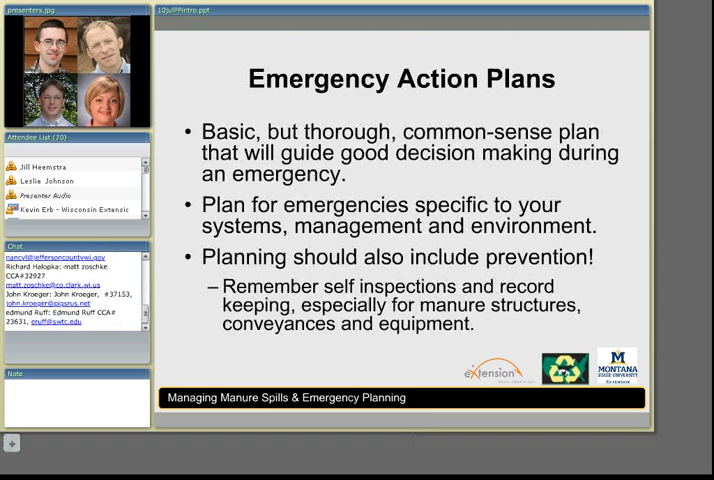 presenters.jpg
Attendee List (70)
Jill Heemstra
Leslie Johnson
Presenter Audio
Kevin Erb - Wisconsin Extensic
Chat
nancyl@jeffersoncountywi.gov
Richard Halopka: matt zoschke
CCA#32927
matt.zoschke@co.clark.wi.us
John Kroeger: John Kroeger, #37153,
john.kroeger@pigsrus.net
edmund Ruff: Edmund Ruff CCA#
23631, eruff@swtc.edu
Note
10julPPintro.ppt
Emergency Action Plans
• Basic, but thorough, common-sense plan
that will guide good decision making during
an emergency.
• Plan for emergencies specific to your
systems, management and environment.
• Planning should also include prevention!
– Remember self inspections and record
keeping, especially for manure structures,
conveyances and equipment.
eXtension
M
MONTANA
STATE UNIVERSITY
Extension
Managing Manure Spills & Emergency Planning